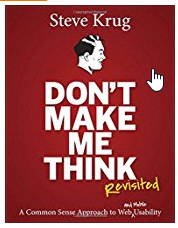 Steve Krug
DON'T
MAKE
ME
THINK
Revisited
and Mobile
A Common Sense Approach to Web Usability